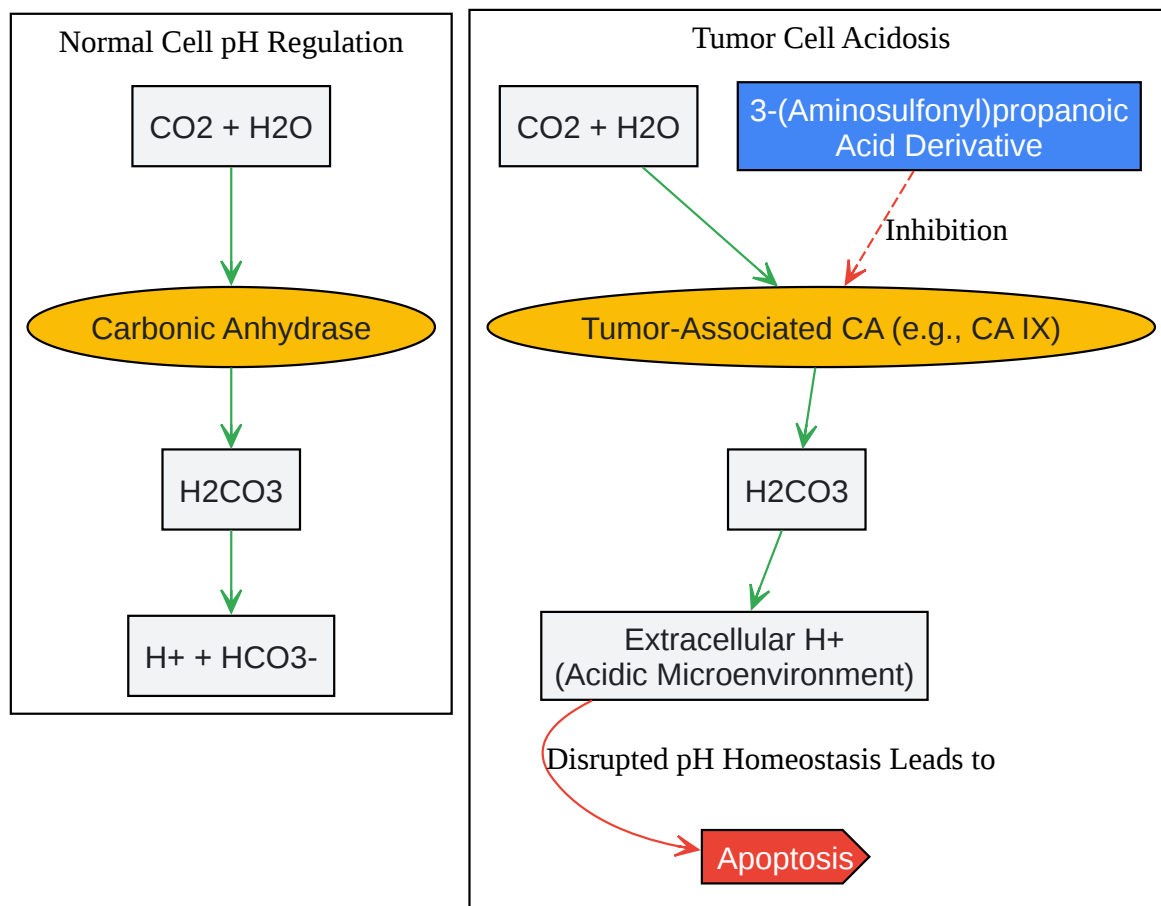 Normal Cell pH Regulation
CO2 + H2O
Carbonic Anhydrase
H2CO3
H+ + HCO3-
Tumor Cell Acidosis
CO2 + H2O
3-(Aminosulfonyl)propanoic
Acid Derivative
Inhibition
Tumor-Associated CA (e.g., CA IX)
H2CO3
Extracellular H+
(Acidic Microenvironment)
Disrupted pH Homeostasis Leads to
Apoptosis